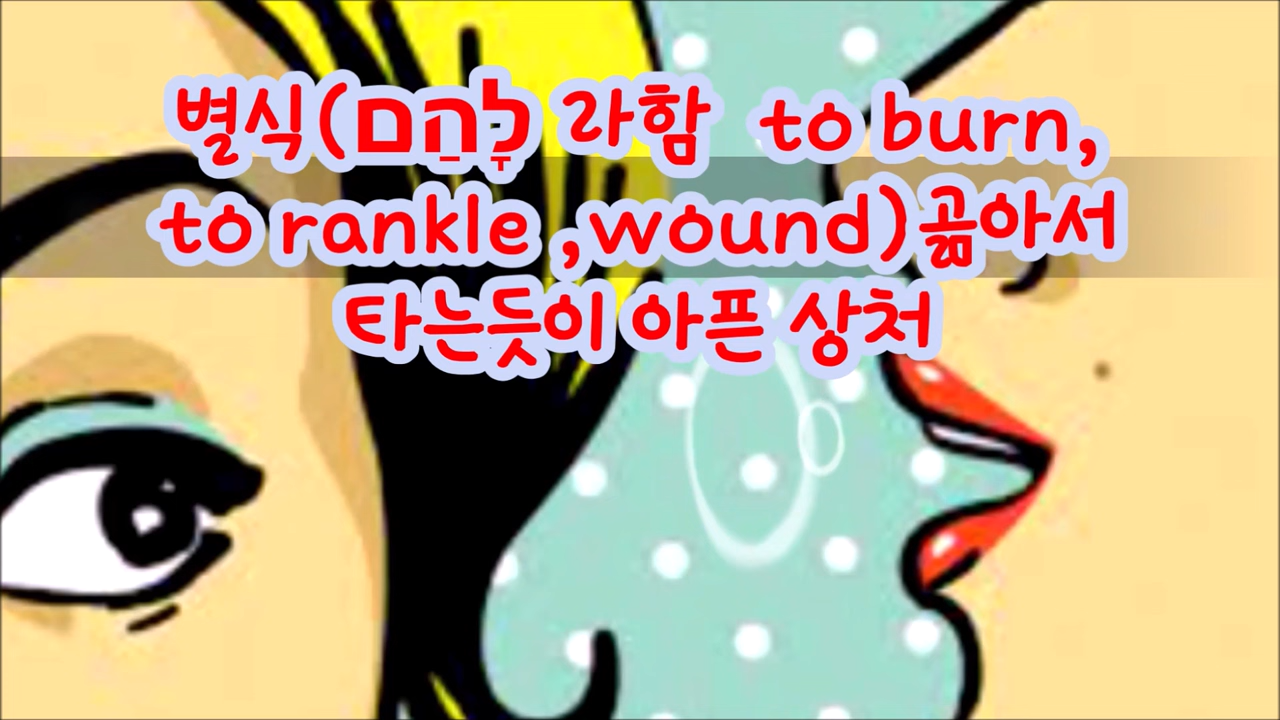 별식(לָהַם 라함 to burn,
to rankle ,wound)곪아서
타는듯이 아픈 상처